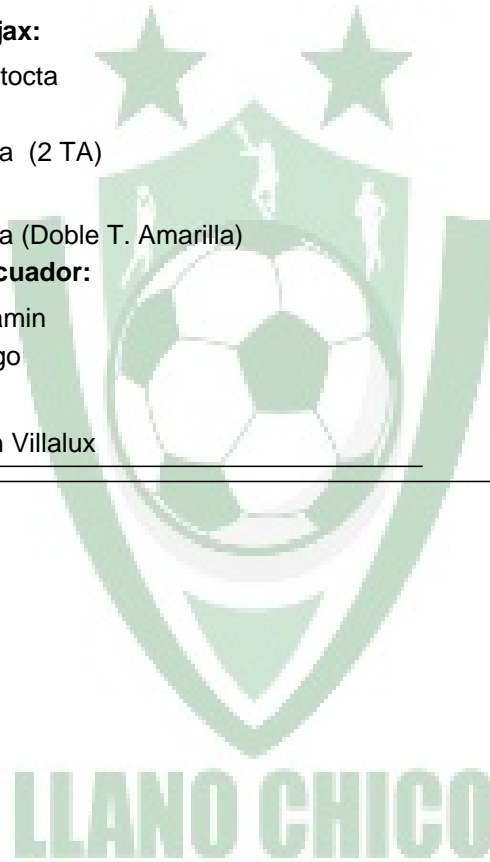 jax:
tocta
a (2 TA)
a (Doble T. Amarilla)
cuador:
amin
go
n Villalux
LLANO CHICO